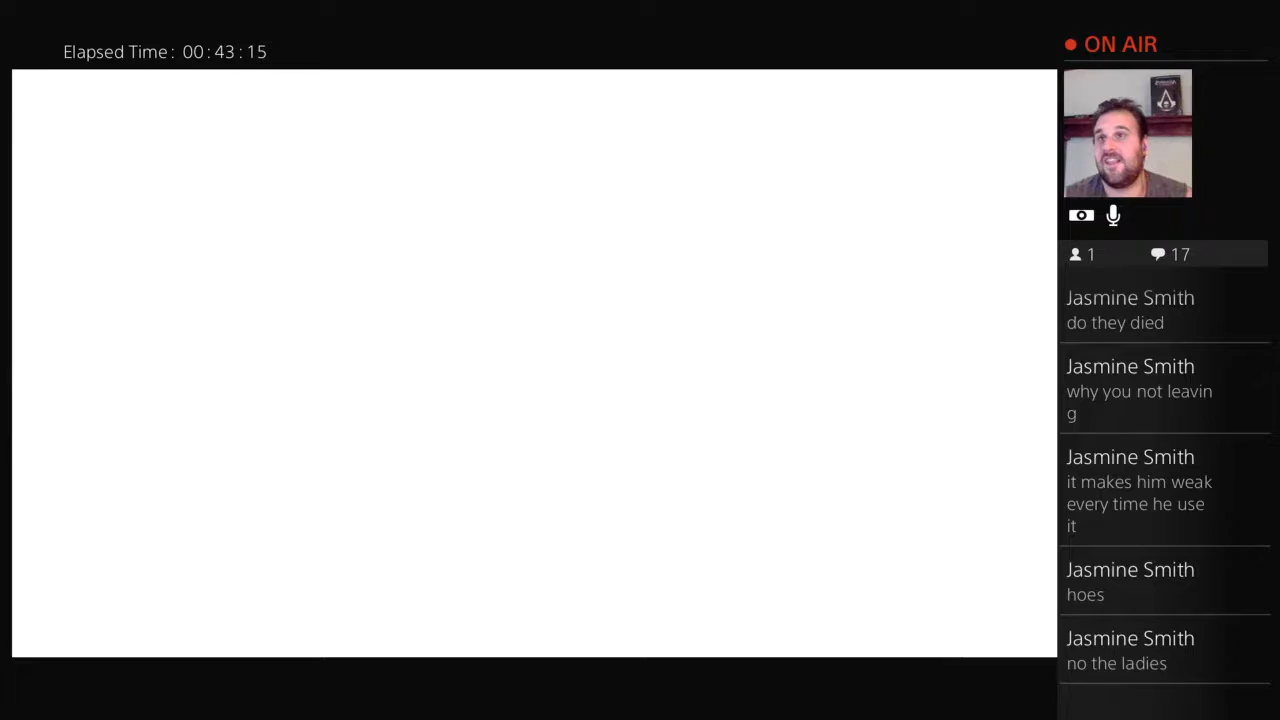 Elapsed Time: 00:43:15
ON AIR
1 17
Jasmine Smith
do they died
Jasmine Smith
why you not leavin
g
Jasmine Smith
it makes him weak
every time he use
it
Jasmine Smith
hoes
Jasmine Smith
no the ladies